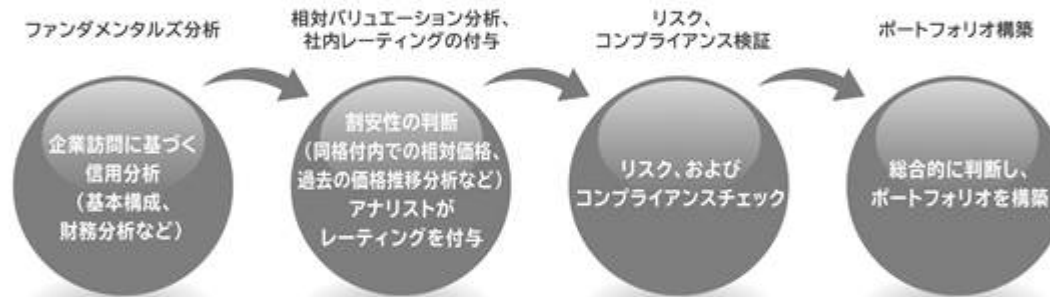 ファンダメンタルズ分析
相対バリュエーション分析、
社内レーティングの付与
リスク、
コンプライアンス検証
ポートフォリオ構築
企業訪問に基づく
信用分析
(基本構成、
財務分析など)
割安性の判断
(同格付内での相対価格、
過去の価格推移分析など)
アナリストが
レーティングを付与
リスク、および
コンプライアンスチェック
総合的に判断し、
ポートフォリオを構築